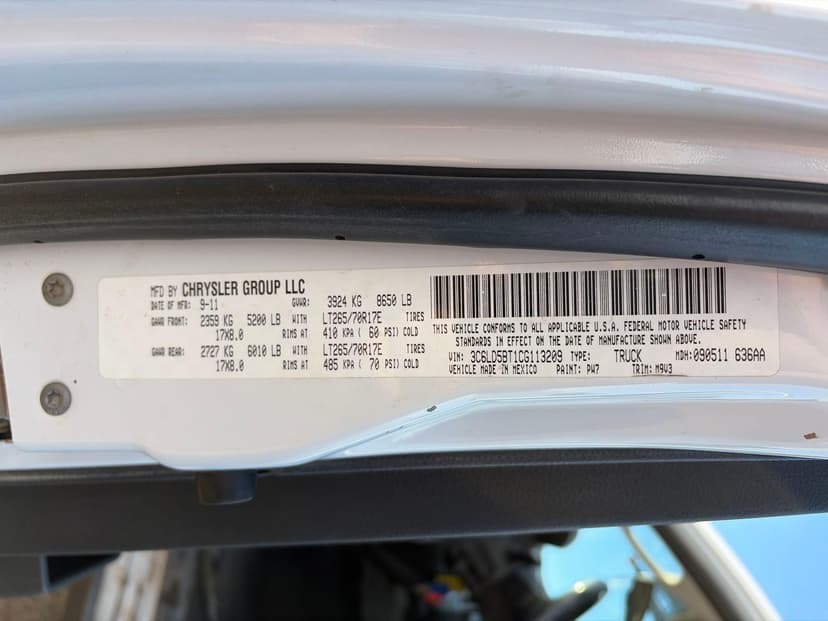 MFD BY CHRYSLER GROUP LLC
DATE OF MFR: 9-11 GVWR: 3924 KG 8650 LB
GAWR FRONT: 2359 KG 5200 LB WITH LT265/70R17E TIRES
17X8.0 RIMS AT 410 KPA ( 60 PSI) COLD
GAWR REAR: 2727 KG 6010 LB WITH LT265/70R17E TIRES
17X8.0 RIMS AT 485 KPA ( 70 PSI) COLD
THIS VEHICLE CONFORMS TO ALL APPLICABLE U.S.A. FEDERAL MOTOR VEHICLE SAFETY
STANDARDS IN EFFECT ON THE DATE OF MANUFACTURE SHOWN ABOVE.
VIN: 3C6LD5BT1CG113209 TYPE: TRUCK MDH: 090511 636AA
VEHICLE MADE IN MEXICO PAINT: PW7 TRIM: M9V3